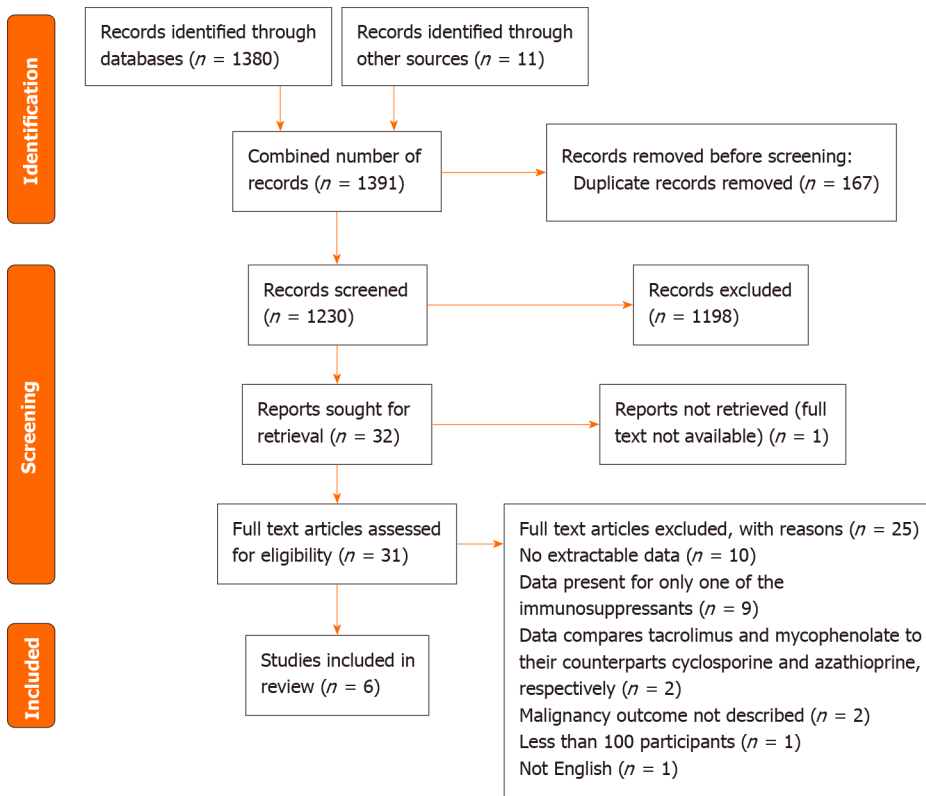 Identification
Records identified through
databases (n = 1380)
Records identified through
other sources (n = 11)
Combined number of
records (n = 1391)
Records removed before screening:
Duplicate records removed (n = 167)
Screening
Records screened
(n = 1230)
Records excluded
(n = 1198)
Reports sought for
retrieval (n = 32)
Reports not retrieved (full
text not available) (n = 1)
Full text articles assessed
for eligibility (n = 31)
Full text articles excluded, with reasons (n = 25)
No extractable data (n = 10)
Data present for only one of the
immunosuppressants (n = 9)
Data compares tacrolimus and mycophenolate to
their counterparts cyclosporine and azathioprine,
respectively (n = 2)
Malignancy outcome not described (n = 2)
Less than 100 participants (n = 1)
Not English (n = 1)
Included
Studies included in
review (n = 6)